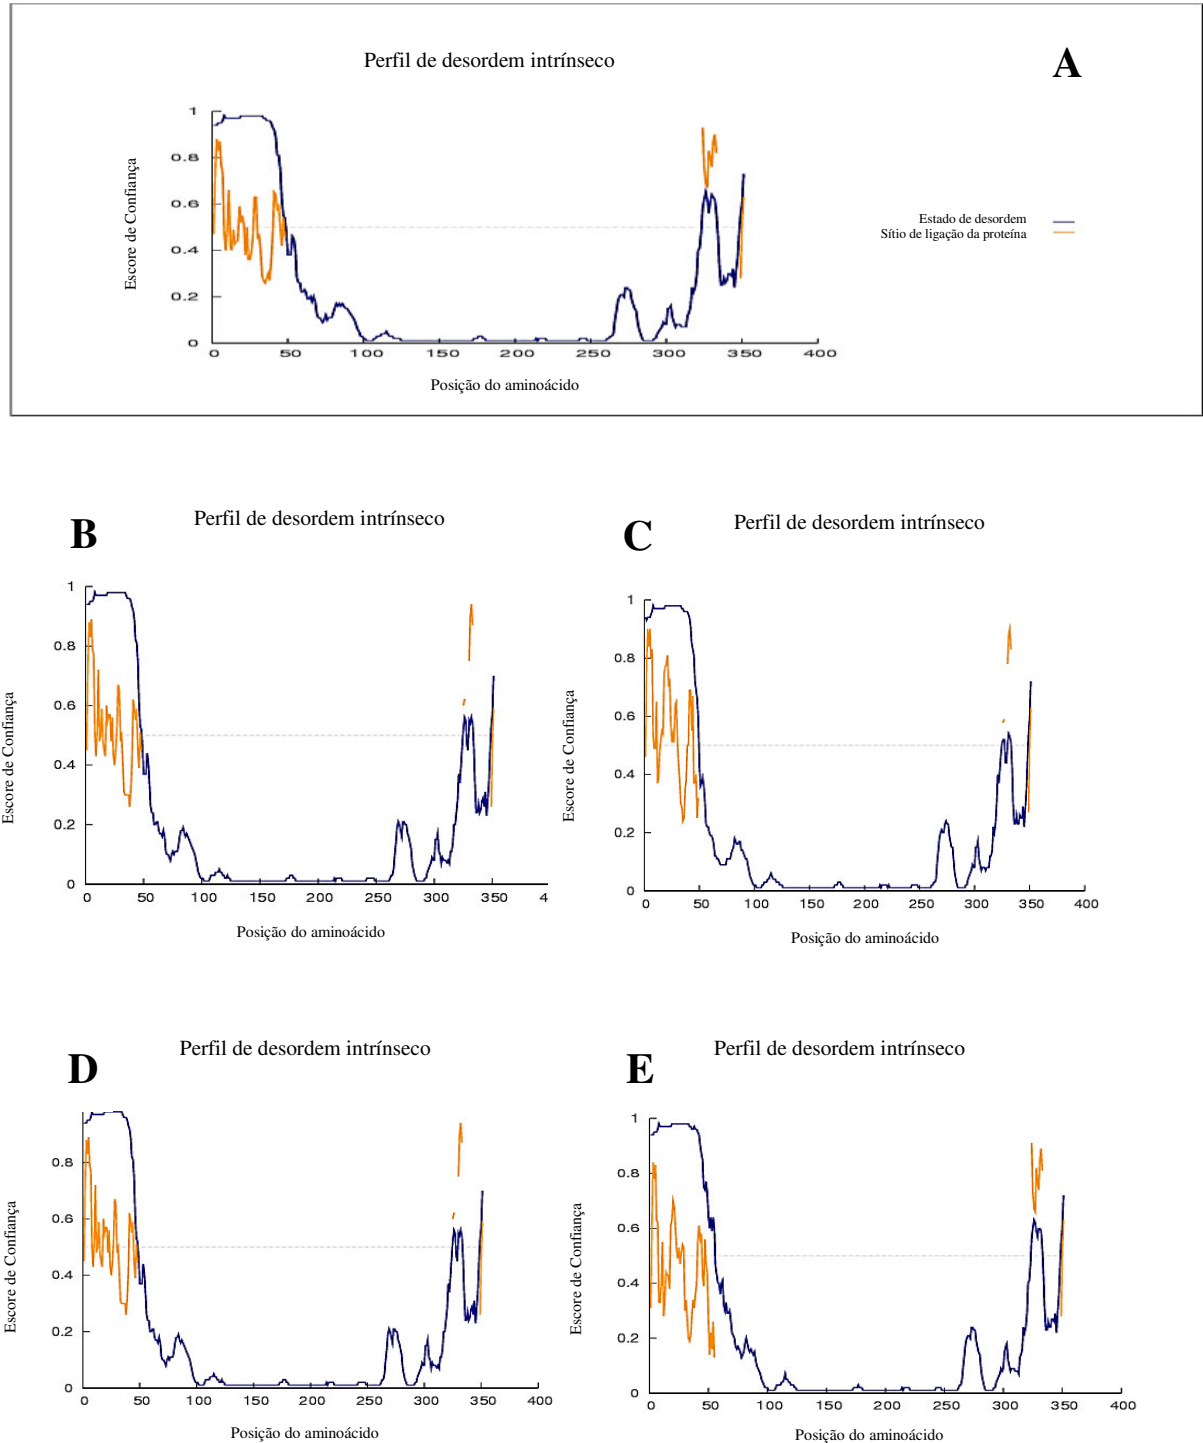 Perfil de desordem intrínseco
A
1
0.8
0.6
0.4
0.2
0
Escore de Confiança
0 50 100 150 200 250 300 350 400
Posição do aminoácido
Estado de desordem
Sítio de ligação da proteína
B
Perfil de desordem intrínseco
1
0.8
0.6
0.4
0.2
0
Escore de Confiança
0 50 100 150 200 250 300 350 4
Posição do aminoácido
C
Perfil de desordem intrínseco
1
0.8
0.6
0.4
0.2
0
Escore de Confiança
0 50 100 150 200 250 300 350 400
Posição do aminoácido
D
Perfil de desordem intrínseco
0.8
0.6
0.4
0.2
0
Escore de Confiança
0 50 100 150 200 250 300 350 400
Posição do aminoácido
E
Perfil de desordem intrínseco
1
0.8
0.6
0.4
0.2
0
Escore de Confiança
0 50 100 150 200 250 300 350 400
Posição do aminoácido